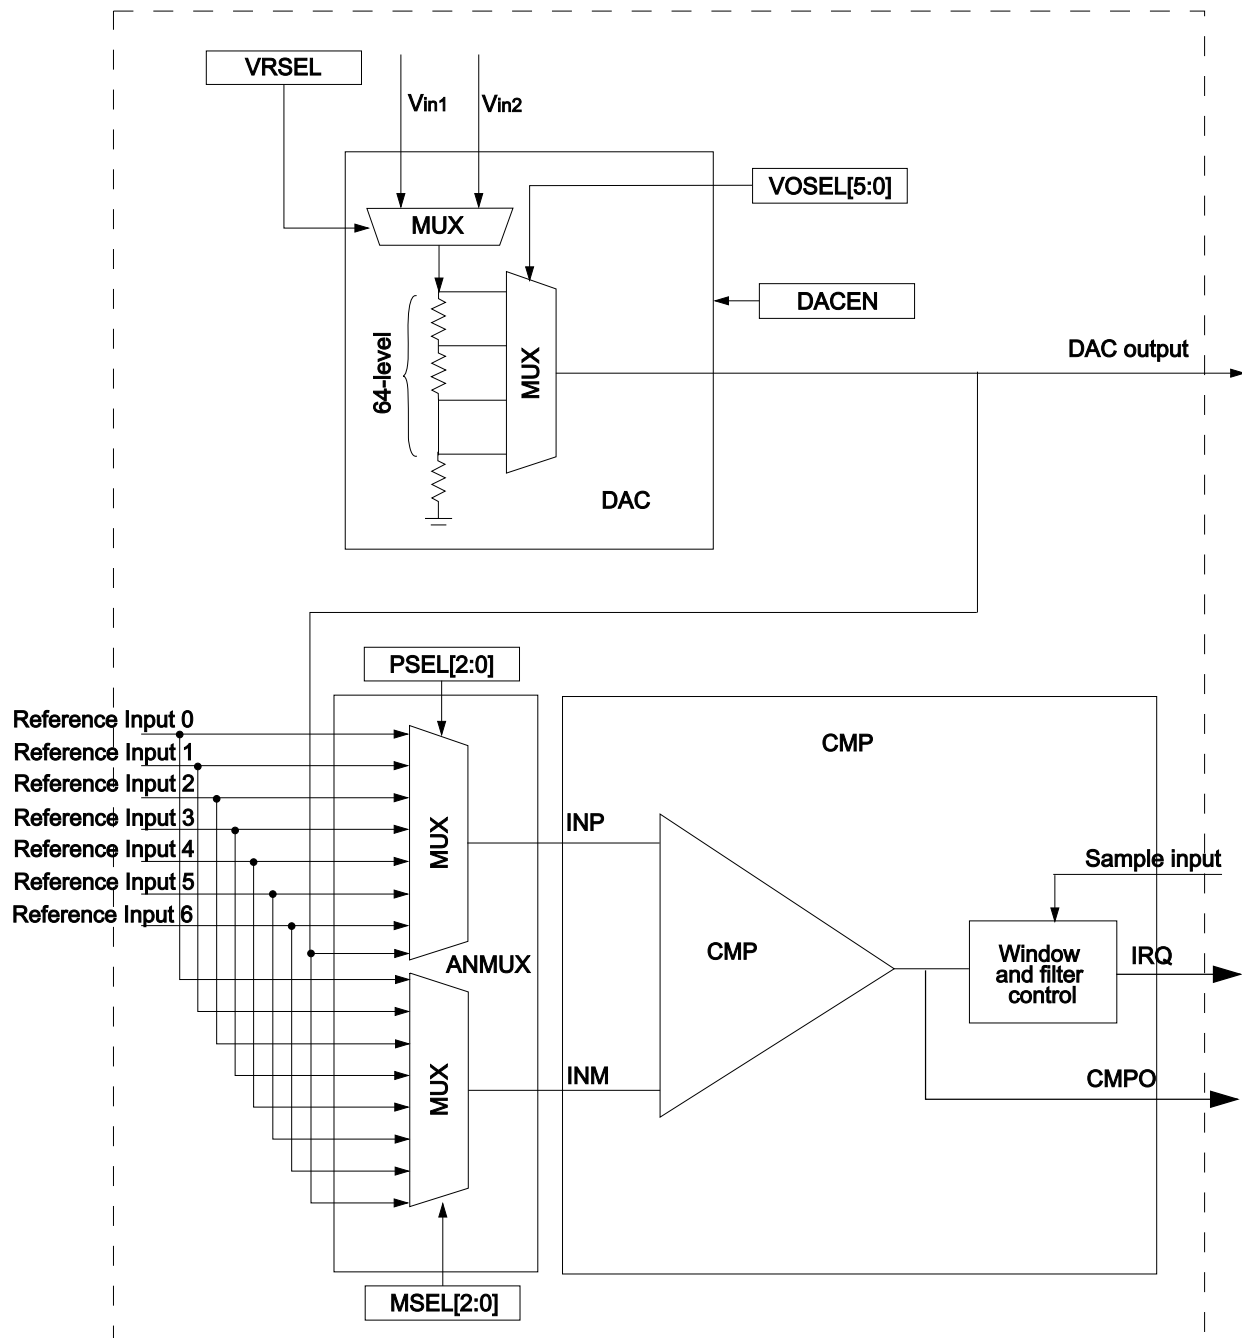 VRSEL
Vin1
Vin2
VOSEL[5:0]
MUX
DACEN
64-level
MUX
DAC output
DAC
PSEL[2:0]
Reference Input 0
Reference Input 1
Reference Input 2
Reference Input 3
Reference Input 4
Reference Input 5
Reference Input 6
MUX
ANMUX
MUX
MSEL[2:0]
CMP
INP
INM
CMP
Sample input
Window
and filter
control
IRQ
CMPO